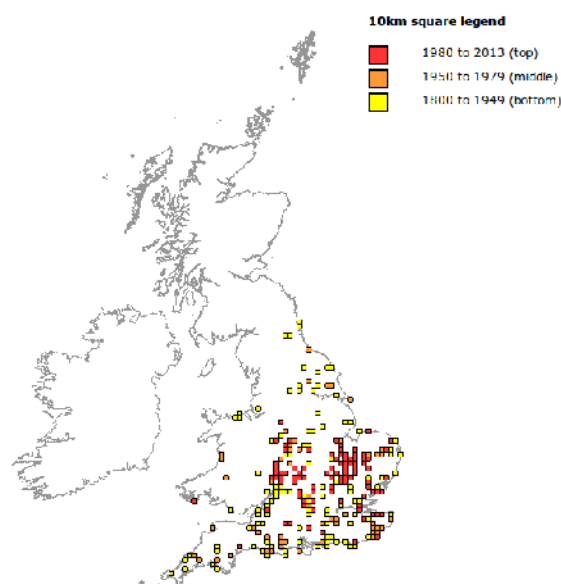 10km square legend
1980 to 2013 (top)
1950 to 1979 (middle)
1800 to 1949 (bottom)